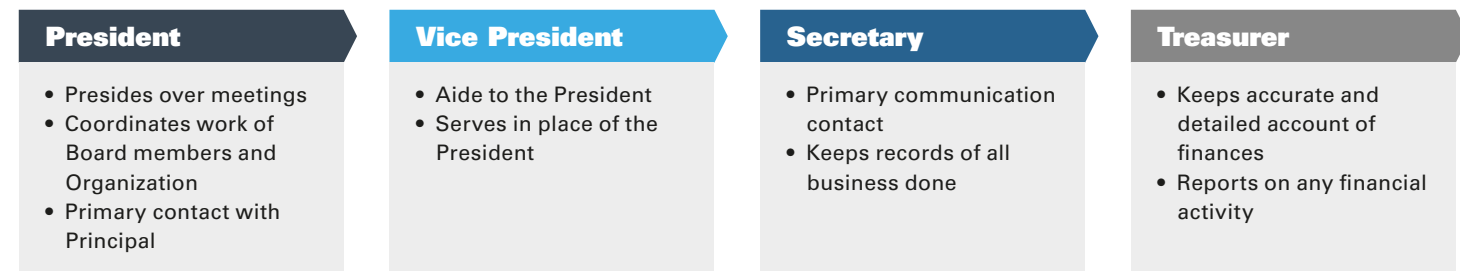 President
• Presides over meetings
• Coordinates work of
Board members and
Organization
• Primary contact with
Principal
Vice President
• Aide to the President
• Serves in place of the
President
Secretary
• Primary communication
contact
• Keeps records of all
business done
Treasurer
• Keeps accurate and
detailed account of
finances
• Reports on any financial
activity